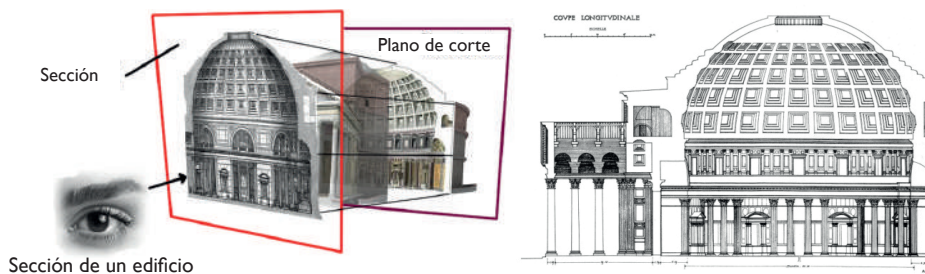 Sección
Plano de corte
Sección de un edificio
COVPE LONGITVDINALE